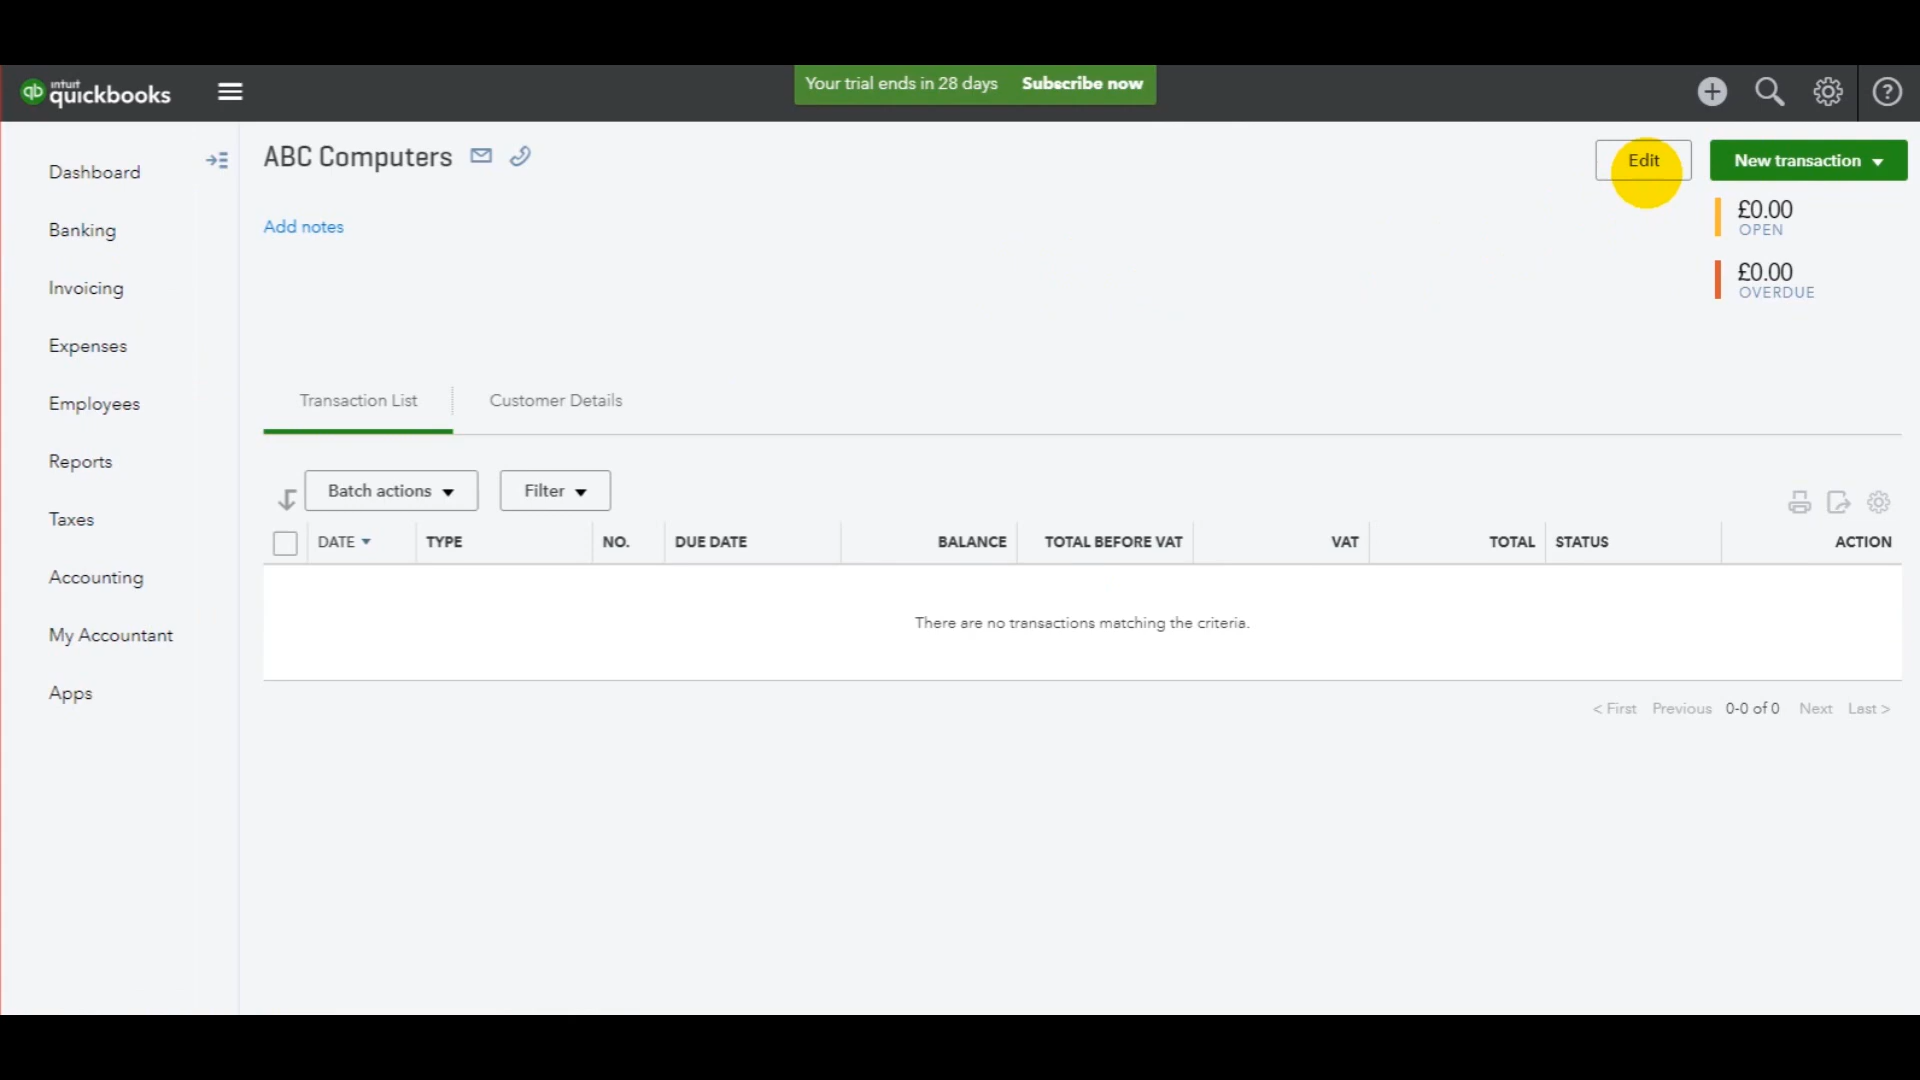 intuit
quickbooks
Your trial ends in 28 days Subscribe now
ABC Computers
Edit
New transaction
Add notes
£0.00
OPEN
£0.00
OVERDUE
Dashboard
Banking
Invoicing
Expenses
Employees
Reports
Taxes
Accounting
My Accountant
Apps
Transaction List Customer Details
Batch actions Filter
DATE TYPE NO. DUE DATE BALANCE TOTAL BEFORE VAT VAT TOTAL STATUS ACTION
There are no transactions matching the criteria.
< First Previous 0-0 of 0 Next Last >